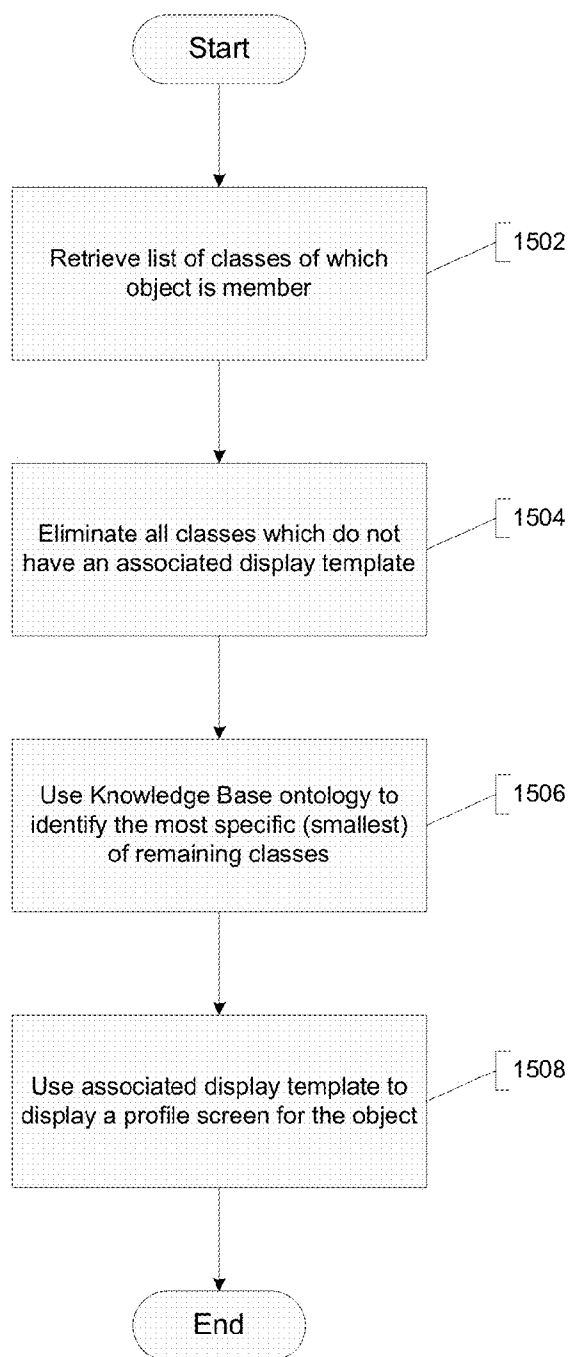 Start
Retrieve list of classes of which
object is member
1502
Eliminate all classes which do not
have an associated display template
1504
Use Knowledge Base ontology to
identify the most specific (smallest)
of remaining classes
1506
Use associated display template to
display a profile screen for the object
1508
End